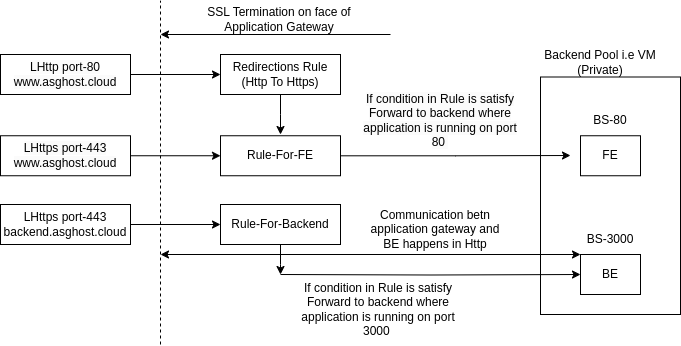 SSL Termination on face of
Application Gateway
LHttp port-80
www.asghost.cloud
Redirections Rule
(Http To Https)
Backend Pool i.e VM
(Private)
If condition in Rule is satisfy
Forward to backend where
application is running on port
80
BS-80
LHttps port-443
www.asghost.cloud
Rule-For-FE
FE
LHttps port-443
backend.asghost.cloud
Rule-For-Backend
Communication betn
application gateway and
BE happens in Http
BS-3000
BE
If condition in Rule is satisfy
Forward to backend where
application is running on port
3000